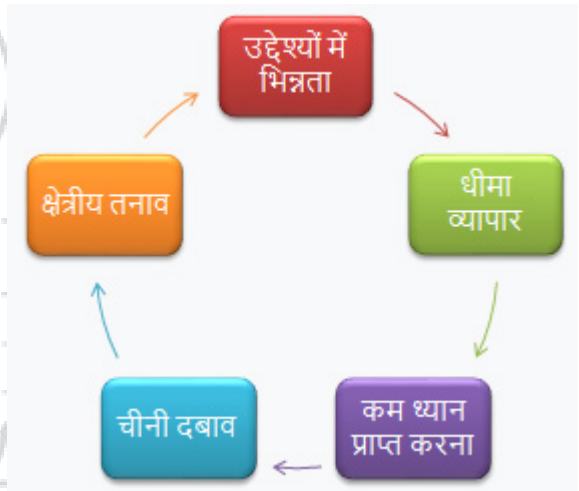 उद्देश्यों में
भिन्नता
धीमा
व्यापार
कम ध्यान
प्राप्त करना
चीनी दबाव
क्षेत्रीय तनाव